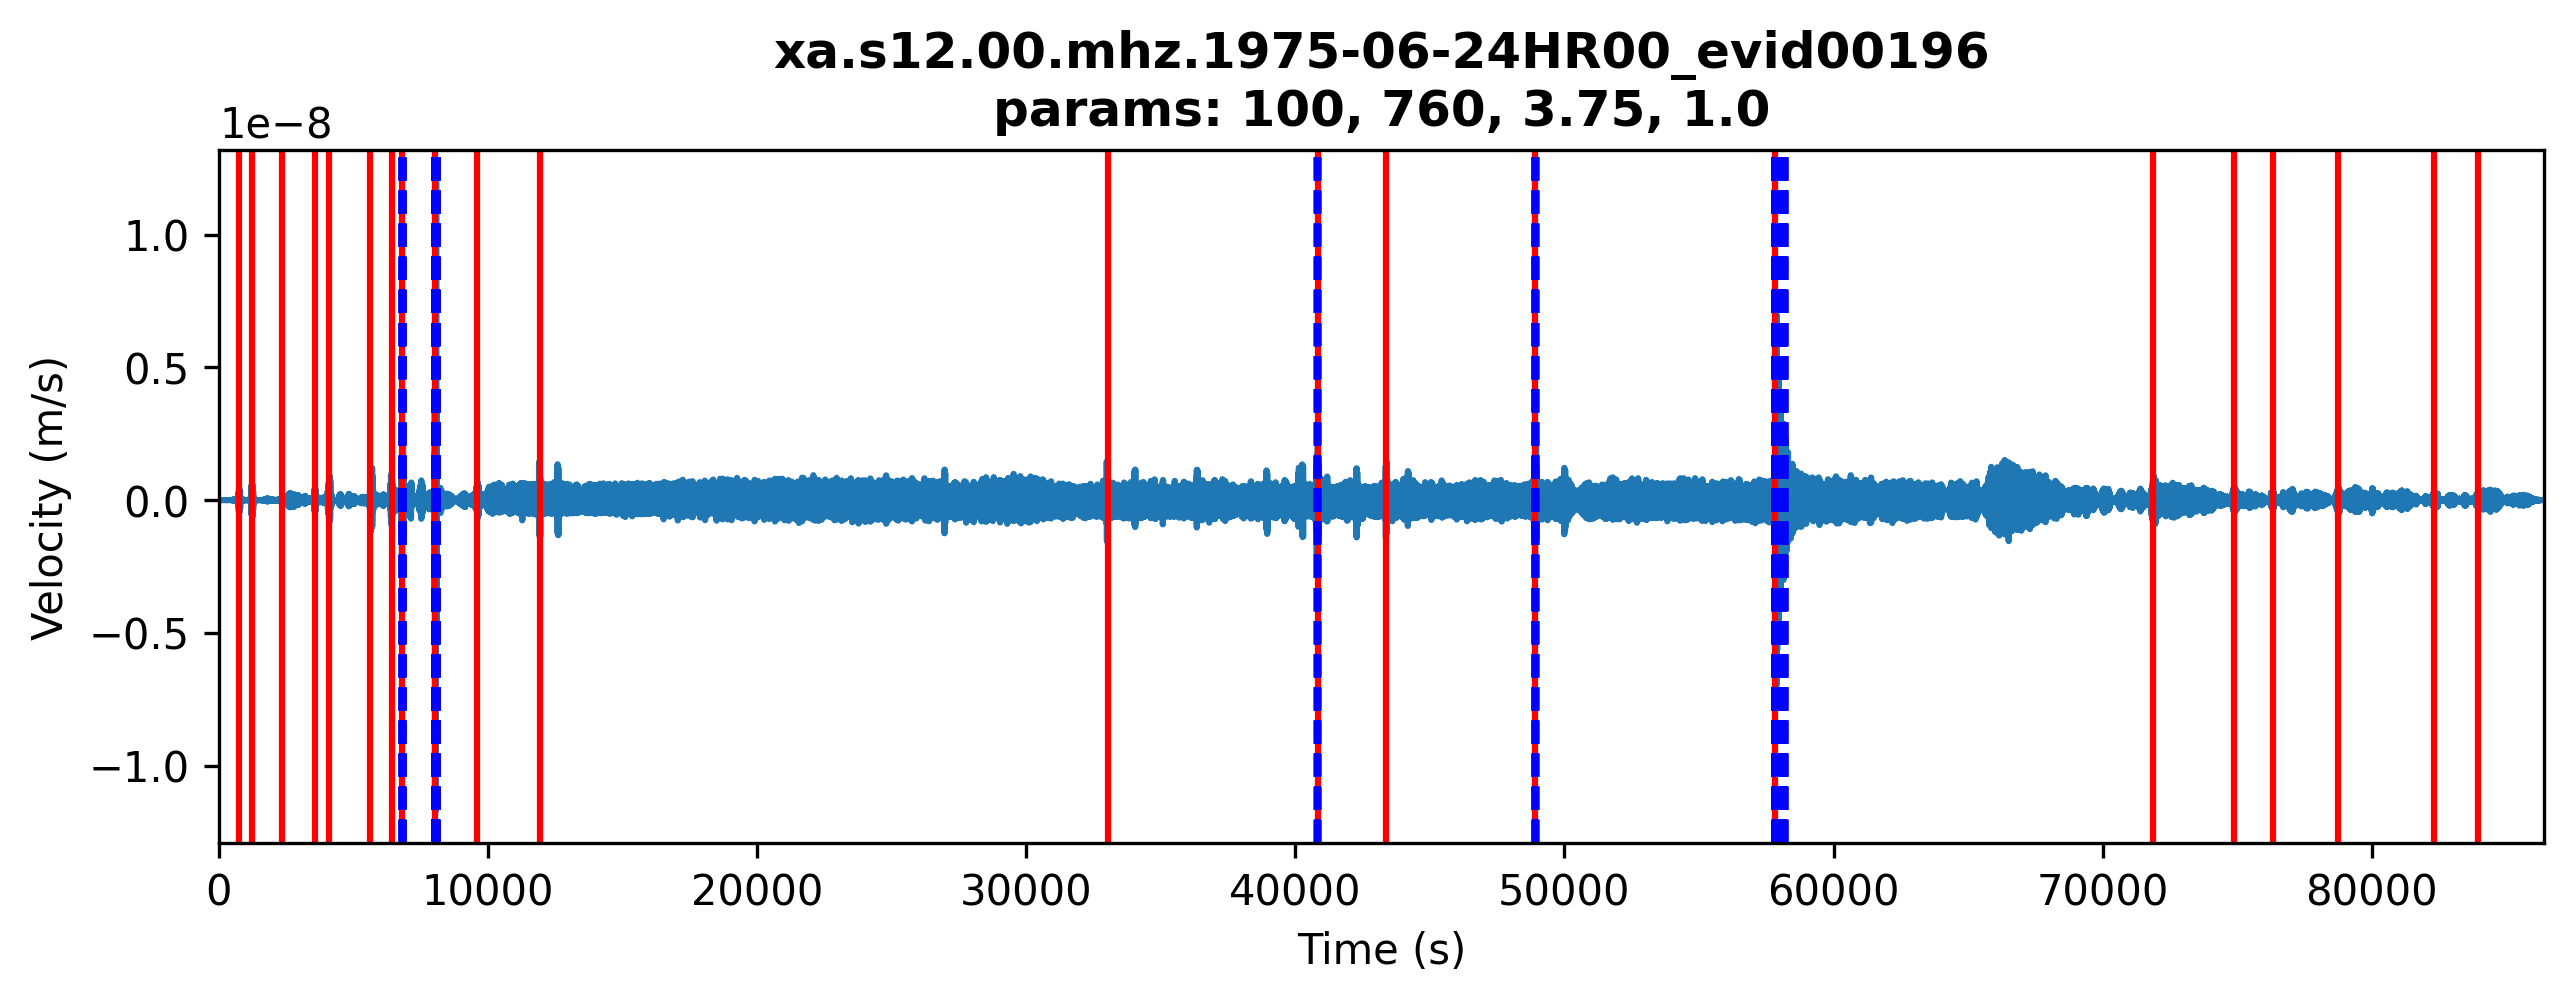 xa.s12.00.mhz.1975-06-24HR00_evid00196
params: 100, 760, 3.75, 1.0
1e−8
1.0
0.5
0.0
−0.5
−1.0
Velocity (m/s)
0 10000 20000 30000 40000 50000 60000 70000 80000
Time (s)